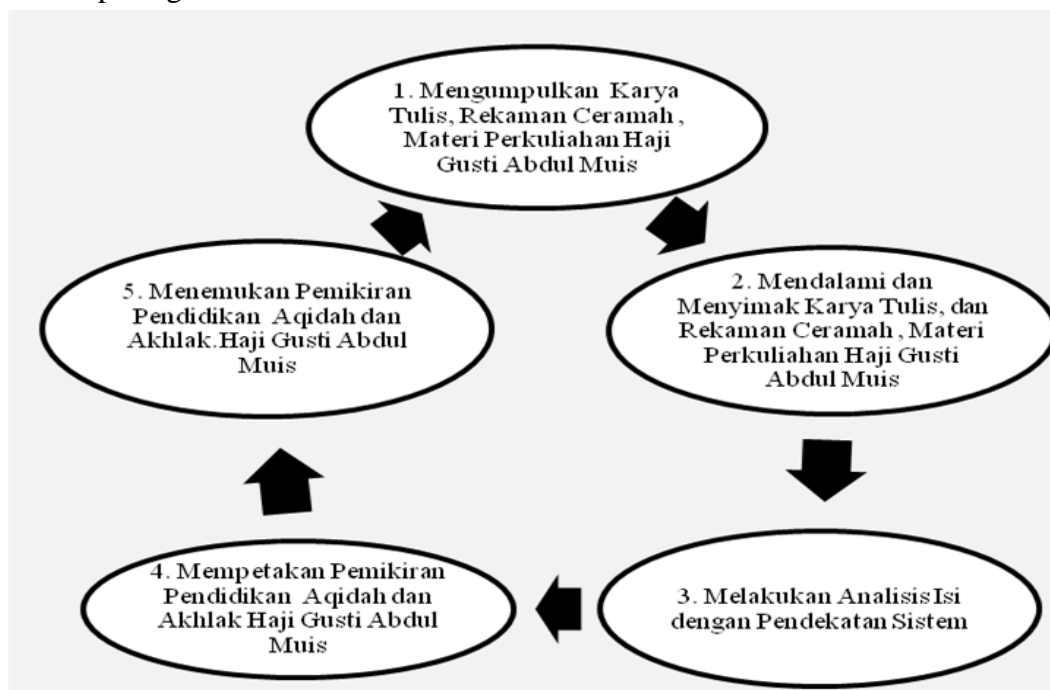 1. Mengumpulkan Karya
Tulis, Rekaman Ceramah ,
Materi Perkuliahan Haji
Gusti Abdul Muis
2. Mendalami dan
Menyimak Karya Tulis, dan
Rekaman Ceramah , Materi
Perkuliahan Haji Gusti
Abdul Muis
3. Melakukan Analisis Isi
dengan Pendekatan Sistem
4. Mempetakan Pemikiran
Pendidikan Aqidah dan
Akhlak Haji Gusti Abdul
Muis
5. Menemukan Pemikiran
Pendidikan Aqidah dan
Akhlak.Haji Gusti Abdul
Muis